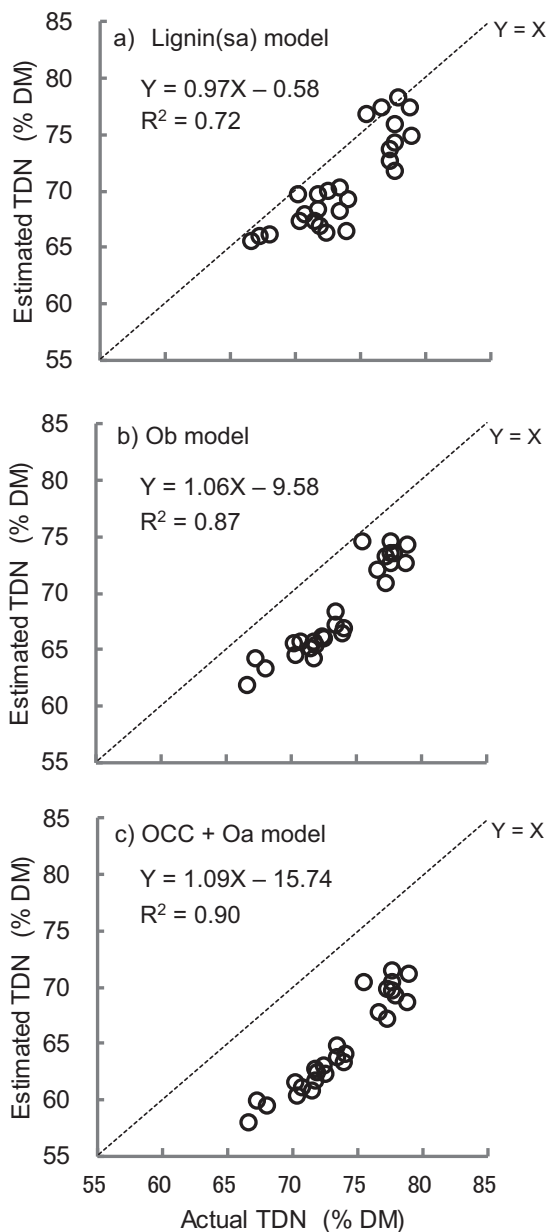 a) Lignin(sa) model
Y = X
Y = 0.97X – 0.58
R² = 0.72
Estimated TDN (% DM)
85
80
75
70
65
60
55
b) Ob model
Y = X
Y = 1.06X – 9.58
R² = 0.87
Estimated TDN (% DM)
85
80
75
70
65
60
55
c) OCC + Oa model
Y = X
Y = 1.09X – 15.74
R² = 0.90
Estimated TDN (% DM)
85
80
75
70
65
60
55
55 60 65 70 75 80 85
Actual TDN (% DM)